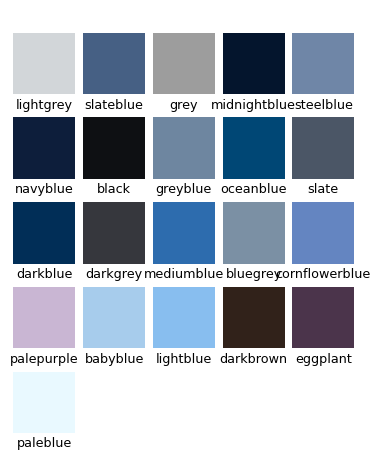 lightgrey slateblue grey midnightblue steelblue
navyblue black greyblue oceanblue slate
darkblue darkgrey mediumblue bluegrey cornflowerblue
palepurple babyblue lightblue darkbrown eggplant
paleblue